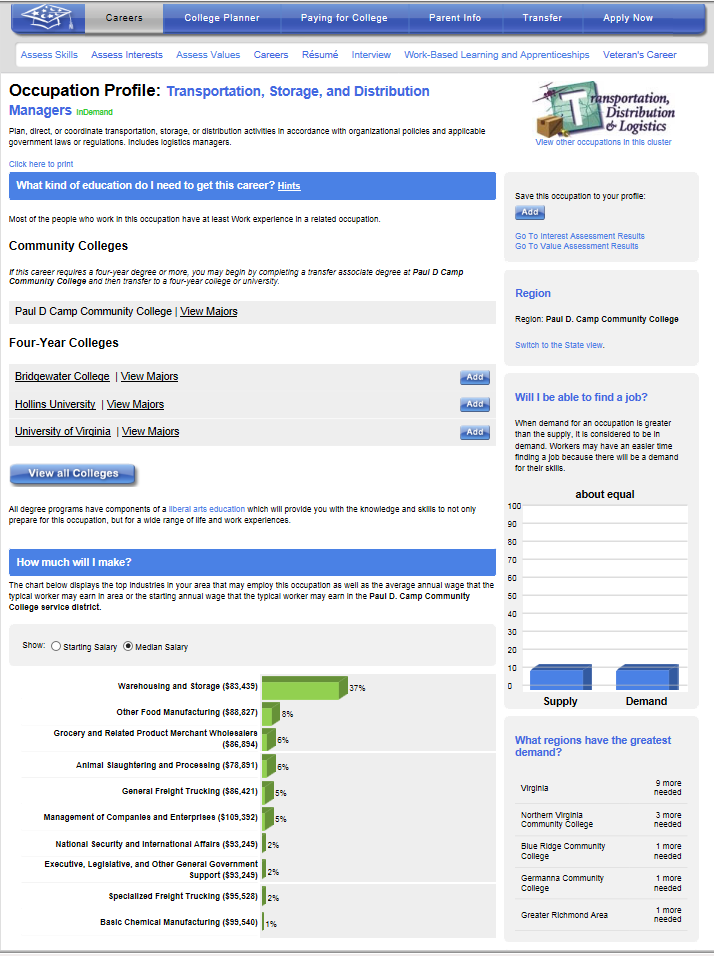 Careers
College Planner
Paying for College
Parent Info
Transfer
Apply Now
Assess Skills
Assess Interests
Assess Values
Careers
Résumé
Interview
Work-Based Learning and Apprenticeships
Veteran's Career
Occupation Profile: Transportation, Storage, and Distribution
Managers InDemand
Plan, direct, or coordinate transportation, storage, or distribution activities in accordance with organizational policies and applicable
government laws or regulations. Includes logistics managers.
Click here to print
What kind of education do I need to get this career? Hints
Most of the people who work in this occupation have at least Work experience in a related occupation.
Community Colleges
If this career requires a four-year degree or more, you may begin by completing a transfer associate degree at Paul D Camp
Community College and then transfer to a four-year college or university.
Paul D Camp Community College | View Majors
Four-Year Colleges
Bridgewater College | View Majors
Add
Hollins University | View Majors
Add
University of Virginia | View Majors
Add
View all Colleges
All degree programs have components of a liberal arts education which will provide you with the knowledge and skills to not only
prepare for this occupation, but for a wide range of life and work experiences.
How much will I make?
The chart below displays the top industries in your area that may employ this occupation as well as the average annual wage that the
typical worker may earn in area or the starting annual wage that the typical worker may earn in the Paul D. Camp Community
College service district.
Show: Starting Salary Median Salary
Warehousing and Storage ($83,439) 37%
Other Food Manufacturing ($88,827) 8%
Grocery and Related Product Merchant Wholesalers
($86,894) 6%
Animal Slaughtering and Processing ($78,891) 6%
General Freight Trucking ($86,421) 5%
Management of Companies and Enterprises ($109,392) 5%
National Security and International Affairs ($93,249) 2%
Executive, Legislative, and Other General Government
Support ($93,249) 2%
Specialized Freight Trucking ($95,528) 2%
Basic Chemical Manufacturing ($99,540) 1%
Transportation,
Distribution
& Logistics
View other occupations in this cluster
Save this occupation to your profile:
Add
Go To Interest Assessment Results
Go To Value Assessment Results
Region
Region: Paul D. Camp Community College
Switch to the State view.
Will I be able to find a job?
When demand for an occupation is greater
than the supply, it is considered to be in
demand. Workers may have an easier time
finding a job because there will be a demand
for their skills.
about equal
100
90
80
70
60
50
40
30
20
10
0
Supply Demand
What regions have the greatest
demand?
Virginia 9 more
needed
Northern Virginia
Community College 3 more
needed
Blue Ridge Community
College 1 more
needed
Germanna Community
College 1 more
needed
Greater Richmond Area 1 more
needed